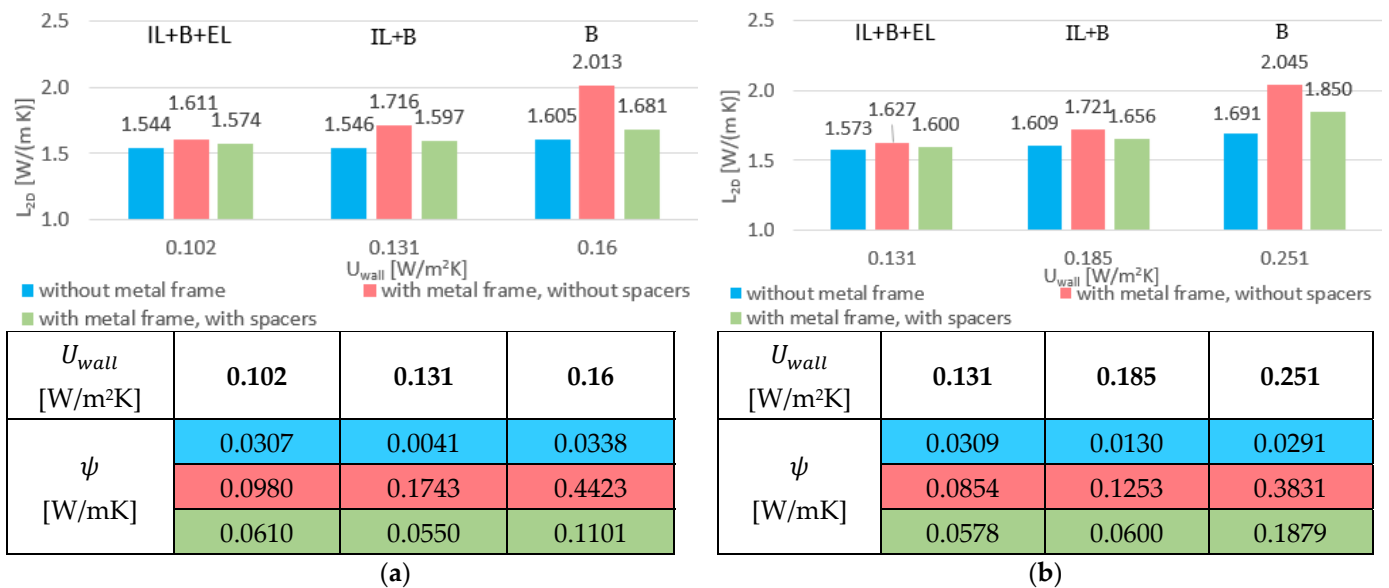 IL+B+EL IL+B B
2.013
2.5
2.0
1.5
1.0
L2D [W/(m K)]
1.544 1.611 1.574 1.546 1.716 1.597 1.605 1.681
0.102 0.131 0.16
Uwall [W/m²K]
without metal frame with metal frame, without spacers
with metal frame, with spacers
Uwall
[W/m²K]
0.102 0.131 0.16
ψ
[W/mK]
0.0307 0.0041 0.0338
0.0980 0.1743 0.4423
0.0610 0.0550 0.1101
(a)
IL+B+EL IL+B B
2.045
2.5
2.0
1.5
1.0
L2D [W/(m K)]
1.573 1.627 1.600 1.609 1.721 1.656 1.691 1.850
0.131 0.185 0.251
Uwall [W/m²K]
without metal frame with metal frame, without spacers
with metal frame, with spacers
Uwall
[W/m²K]
0.131 0.185 0.251
ψ
[W/mK]
0.0309 0.0130 0.0291
0.0854 0.1253 0.3831
0.0578 0.0600 0.1879
(b)